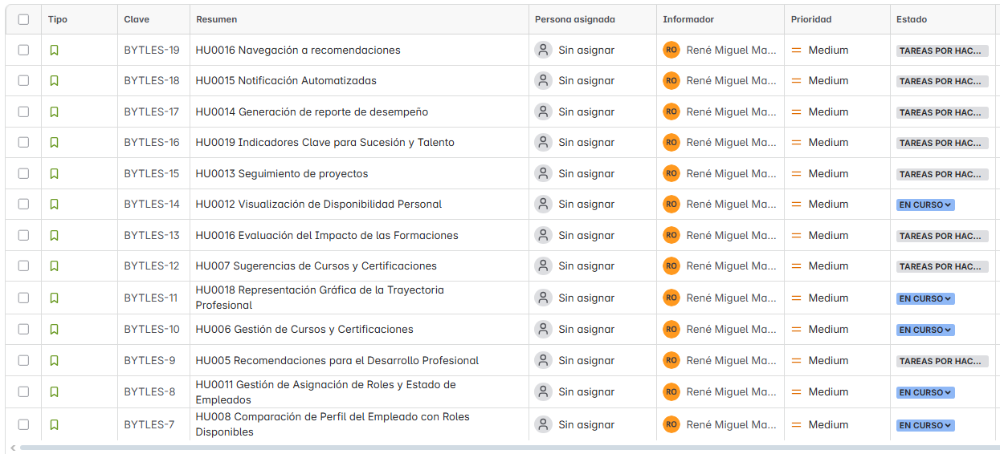 Tipo Clave Resumen Persona asignada Informador Prioridad Estado
BYTLES-19 HU0016 Navegación a recomendaciones Sin asignar RO René Miguel Ma... Medium TAREAS POR HAC...
BYTLES-18 HU0015 Notificación Automatizadas Sin asignar RO René Miguel Ma... Medium TAREAS POR HAC...
BYTLES-17 HU0014 Generación de reporte de desempeño Sin asignar RO René Miguel Ma... Medium TAREAS POR HAC...
BYTLES-16 HU0019 Indicadores Clave para Sucesión y Talento Sin asignar RO René Miguel Ma... Medium TAREAS POR HAC...
BYTLES-15 HU0013 Seguimiento de proyectos Sin asignar RO René Miguel Ma... Medium TAREAS POR HAC...
BYTLES-14 HU0012 Visualización de Disponibilidad Personal Sin asignar RO René Miguel Ma... Medium EN CURSO
BYTLES-13 HU0016 Evaluación del Impacto de las Formaciones Sin asignar RO René Miguel Ma... Medium TAREAS POR HAC...
BYTLES-12 HU007 Sugerencias de Cursos y Certificaciones Sin asignar RO René Miguel Ma... Medium TAREAS POR HAC...
BYTLES-11 HU0018 Representación Gráfica de la Trayectoria
Profesional Sin asignar RO René Miguel Ma... Medium EN CURSO
BYTLES-10 HU006 Gestión de Cursos y Certificaciones Sin asignar RO René Miguel Ma... Medium EN CURSO
BYTLES-9 HU005 Recomendaciones para el Desarrollo Profesional Sin asignar RO René Miguel Ma... Medium TAREAS POR HAC...
BYTLES-8 HU0011 Gestión de Asignación de Roles y Estado de
Empleados Sin asignar RO René Miguel Ma... Medium EN CURSO
BYTLES-7 HU008 Comparación de Perfil del Empleado con Roles
Disponibles Sin asignar RO René Miguel Ma... Medium EN CURSO